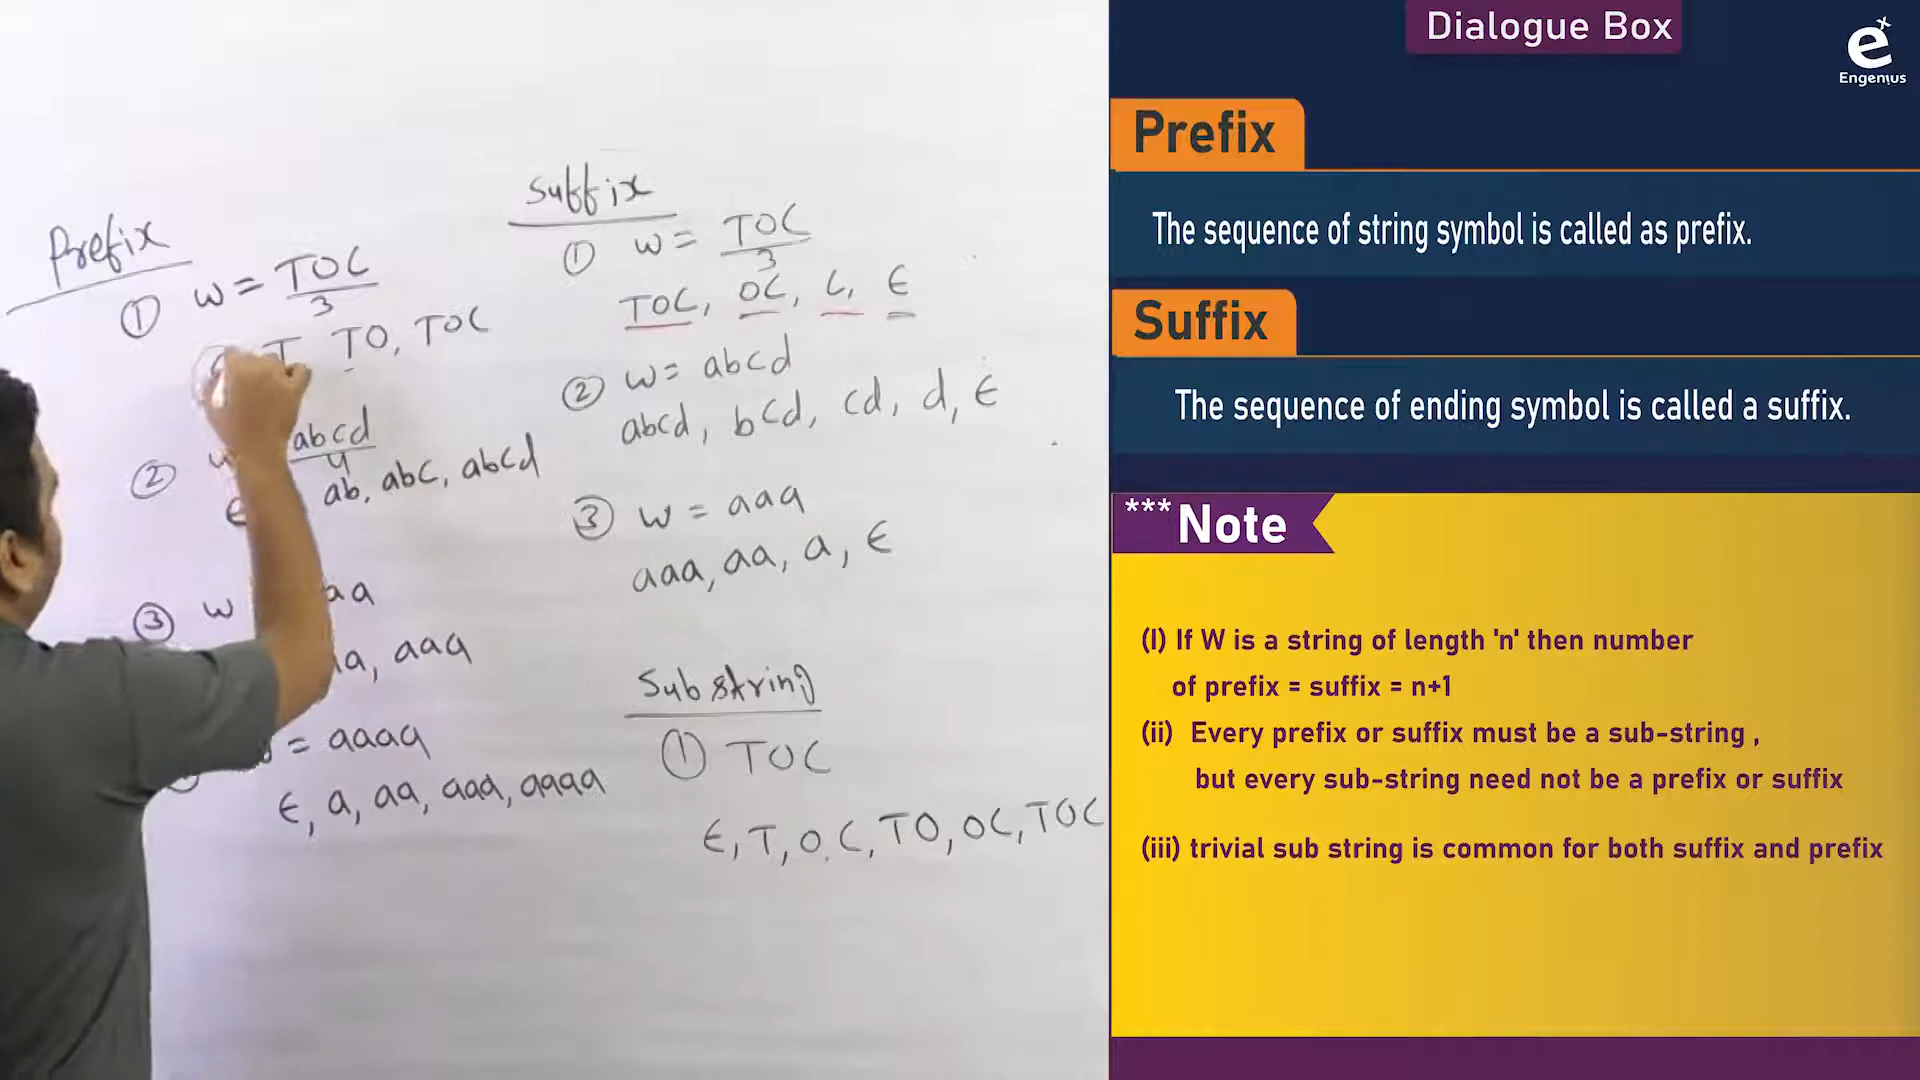 Prefix
① w = TOC
3
T TO, TOC
②
abcd
4
ϵ ab, abc, abcd
③ w aa
a, aaa
= aaaa
ϵ, a, aa, aaa, aaaa
Suffix
① w = TOC
3
TOC, OC, C, ϵ
② w = abcd
abcd, bcd, cd, d, ϵ
③ w = aaa
aaa, aa, a, ϵ
Substring
① TOC
ϵ, T, O, C, TO, OC, TOC
Dialogue Box
ex
Engenius
Prefix
The sequence of string symbol is called as prefix.
Suffix
The sequence of ending symbol is called a suffix.
***Note
(I) If W is a string of length 'n' then number
of prefix = suffix = n+1
(ii) Every prefix or suffix must be a sub-string ,
but every sub-string need not be a prefix or suffix
(iii) trivial sub string is common for both suffix and prefix